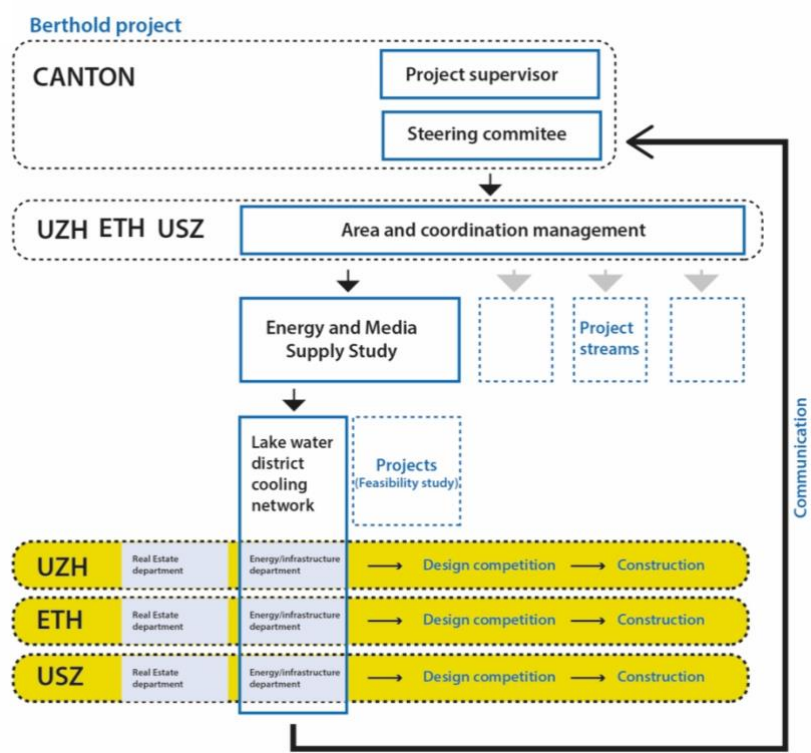 Berthold project
CANTON
Project supervisor
Steering commitee
UZH ETH USZ
Area and coordination management
Energy and Media
Supply Study
Project
streams
Lake water
district
cooling
network
Projects
(Feasibility study)
Communication
UZH
Real Estate
department
Energy/infrastructure
department
Design competition
Construction
ETH
Real Estate
department
Energy/infrastructure
department
Design competition
Construction
USZ
Real Estate
department
Energy/infrastructure
department
Design competition
Construction